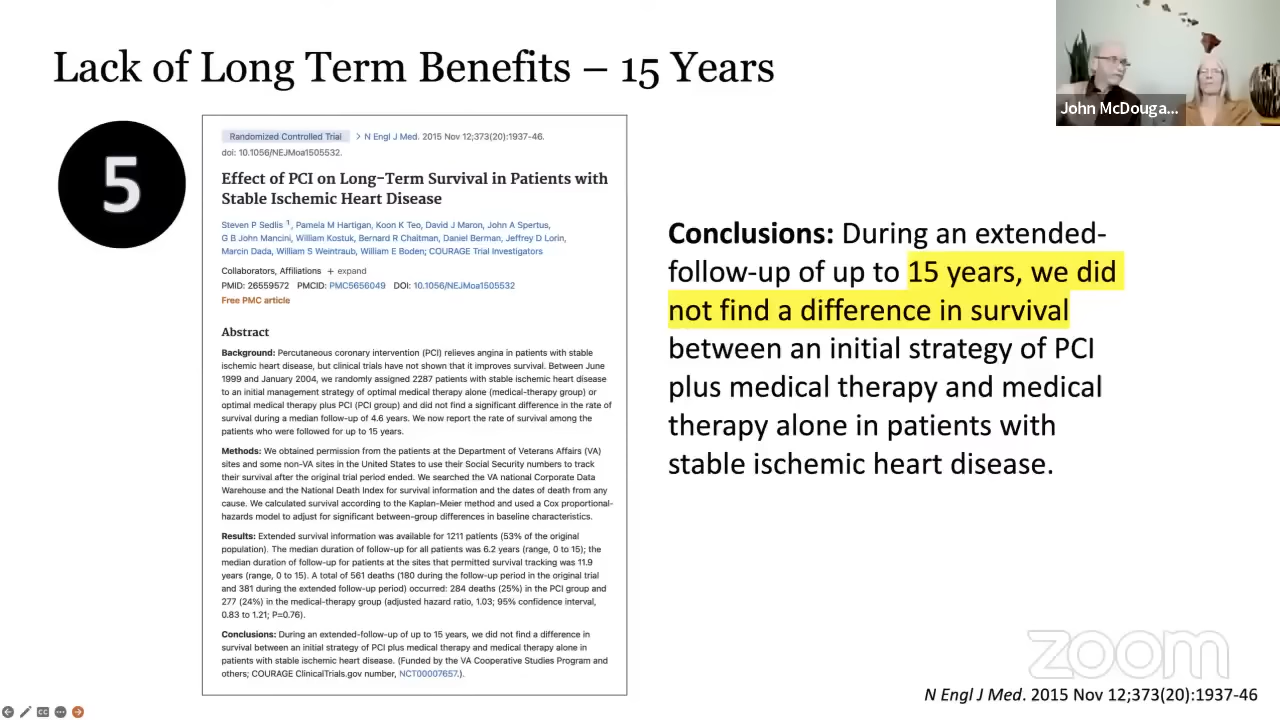 Lack of Long Term Benefits – 15 Years
John McDouga...
5
Randomized Controlled Trial > N Engl J Med. 2015 Nov 12;373(20):1937-46.
doi: 10.1056/NEJMoa1505532.
Effect of PCI on Long-Term Survival in Patients with
Stable Ischemic Heart Disease
Steven P Sedlis 1, Pamela M Hartigan, Koon K Teo, David J Maron, John A Spertus,
G B John Mancini, William Kostuk, Bernard R Chaitman, Daniel Berman, Jeffrey D Lorin,
Marcin Dada, William S Weintraub, William E Boden; COURAGE Trial Investigators
Collaborators, Affiliations + expand
PMID: 26559572 PMCID: PMC5656049 DOI: 10.1056/NEJMoa1505532
Free PMC article
Abstract
Background: Percutaneous coronary intervention (PCI) relieves angina in patients with stable
ischemic heart disease, but clinical trials have not shown that it improves survival. Between June
1999 and January 2004, we randomly assigned 2287 patients with stable ischemic heart disease
to an initial management strategy of optimal medical therapy alone (medical-therapy group) or
optimal medical therapy plus PCI (PCI group) and did not find a significant difference in the rate of
survival during a median follow-up of 4.6 years. We now report the rate of survival among the
patients who were followed for up to 15 years.
Methods: We obtained permission from the patients at the Department of Veterans Affairs (VA)
sites and some non-VA sites in the United States to use their Social Security numbers to track
their survival after the original trial period ended. We searched the VA national Corporate Data
Warehouse and the National Death Index for survival information and the dates of death from any
cause. We calculated survival according to the Kaplan-Meier method and used a Cox proportional-
hazards model to adjust for significant between-group differences in baseline characteristics.
Results: Extended survival information was available for 1211 patients (53% of the original
population). The median duration of follow-up for all patients was 6.2 years (range, 0 to 15); the
median duration of follow-up for patients at the sites that permitted survival tracking was 11.9
years (range, 0 to 15). A total of 561 deaths (180 during the follow-up period in the original trial
and 381 during the extended follow-up period) occurred: 284 deaths (25%) in the PCI group and
277 (24%) in the medical-therapy group (adjusted hazard ratio, 1.03; 95% confidence interval,
0.83 to 1.21; P=0.76).
Conclusions: During an extended-follow-up of up to 15 years, we did not find a difference in
survival between an initial strategy of PCI plus medical therapy and medical therapy alone in
patients with stable ischemic heart disease. (Funded by the VA Cooperative Studies Program and
others; COURAGE ClinicalTrials.gov number, NCT00007657.).
Conclusions: During an extended-
follow-up of up to 15 years, we did
not find a difference in survival
between an initial strategy of PCI
plus medical therapy and medical
therapy alone in patients with
stable ischemic heart disease.
zoom
N Engl J Med. 2015 Nov 12;373(20):1937-46
CC